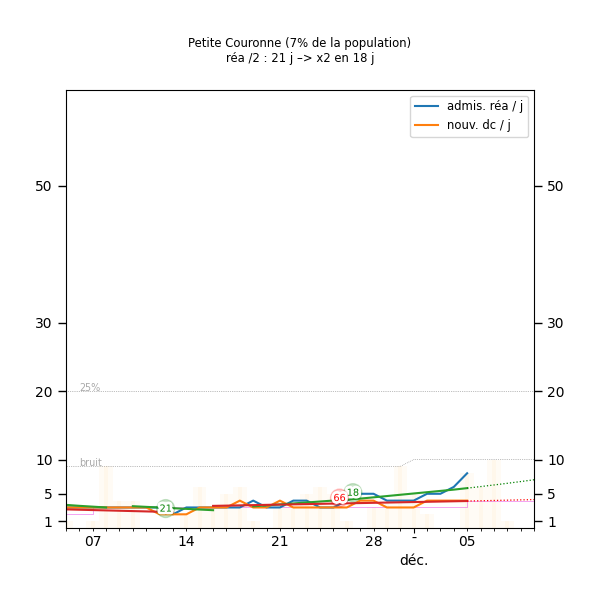 Petite Couronne (7% de la population)
réa /2 : 21 j –> x2 en 18 j
admis. réa / j
nouv. dc / j
50 50
30 30
25%
20 20
bruit
10 10
18
66
5 5
21
1 1
07 14 21 28 - 05
déc.